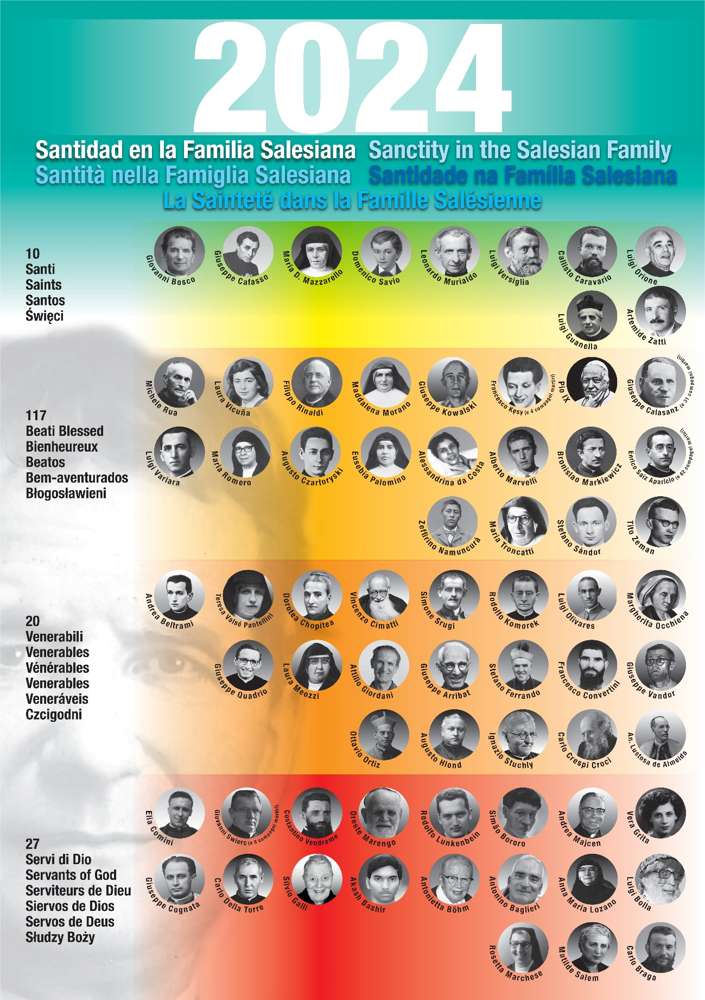 2024
Santidad en la Familia Salesiana Sanctity in the Salesian Family
Santità nella Famiglia Salesiana Santidade na Família Salesiana
La Sainteté dans la Famille Salésienne
10
Santi
Saints
Santos
Święci
Giovanni Bosco
Giuseppe Cafasso
Maria D. Mazzarello
Domenico Savio
Leonardo Murialdo
Luigi Versiglia
Callisto Caravario
Luigi Orione
Luigi Guanella
Artemide Zatti
117
Beati Blessed
Bienheureux
Beatos
Bem-aventurados
Błogosławieni
Michele Rua
Laura Vicuña
Filippo Rinaldi
Maddalena Morano
Giuseppe Kowalski
Francesco Kęsy (e 4 compagni martiri)
Pio IX
Giuseppe Calasanz (e 31 compagni martiri)
Luigi Variara
Maria Romero
Augusto Czartoryski
Eusebia Palomino
Alessandrina da Costa
Alberto Marvelli
Bronislao Markiewicz
Enrico Saiz Aparicio (e 62 compagni martiri)
Zeffirino Namuncurà
Maria Troncatti
Stefano Sàndor
Tito Zeman
20
Venerabili
Venerables
Vénérables
Venerables
Veneráveis
Czcigodni
Andrea Beltrami
Teresa Valsé Pantellini
Dorotea Chopitea
Vincenzo Cimatti
Simone Srugi
Rodolfo Komorek
Luigi Olivares
Margherita Occhiena
Giuseppe Quadrio
Laura Meozzi
Attilio Giordani
Giuseppe Arribat
Stefano Ferrando
Francesco Convertini
Giuseppe Vandor
Ottavio Ortiz
Augusto Hlond
Ignazio Stuchly
Carlo Crespi Croci
An. Lustosa de Almeida
27
Servi di Dio
Servants of God
Serviteurs de Dieu
Siervos de Dios
Servos de Deus
Słudzy Boży
Elia Comini
Giovanni Swierc (e 8 compagni martiri)
Costantino Vendrame
Oreste Marengo
Rodolfo Lunkenbein
Simão Bororo
Andrea Majcen
Vera Grita
Giuseppe Cognata
Carlo Della Torre
Silvio Galli
Akash Bashir
Antonietta Böhm
Antonino Baglieri
Anna Maria Lozano
Luigi Bolla
Rosetta Marchese
Matilde Salem
Carlo Braga